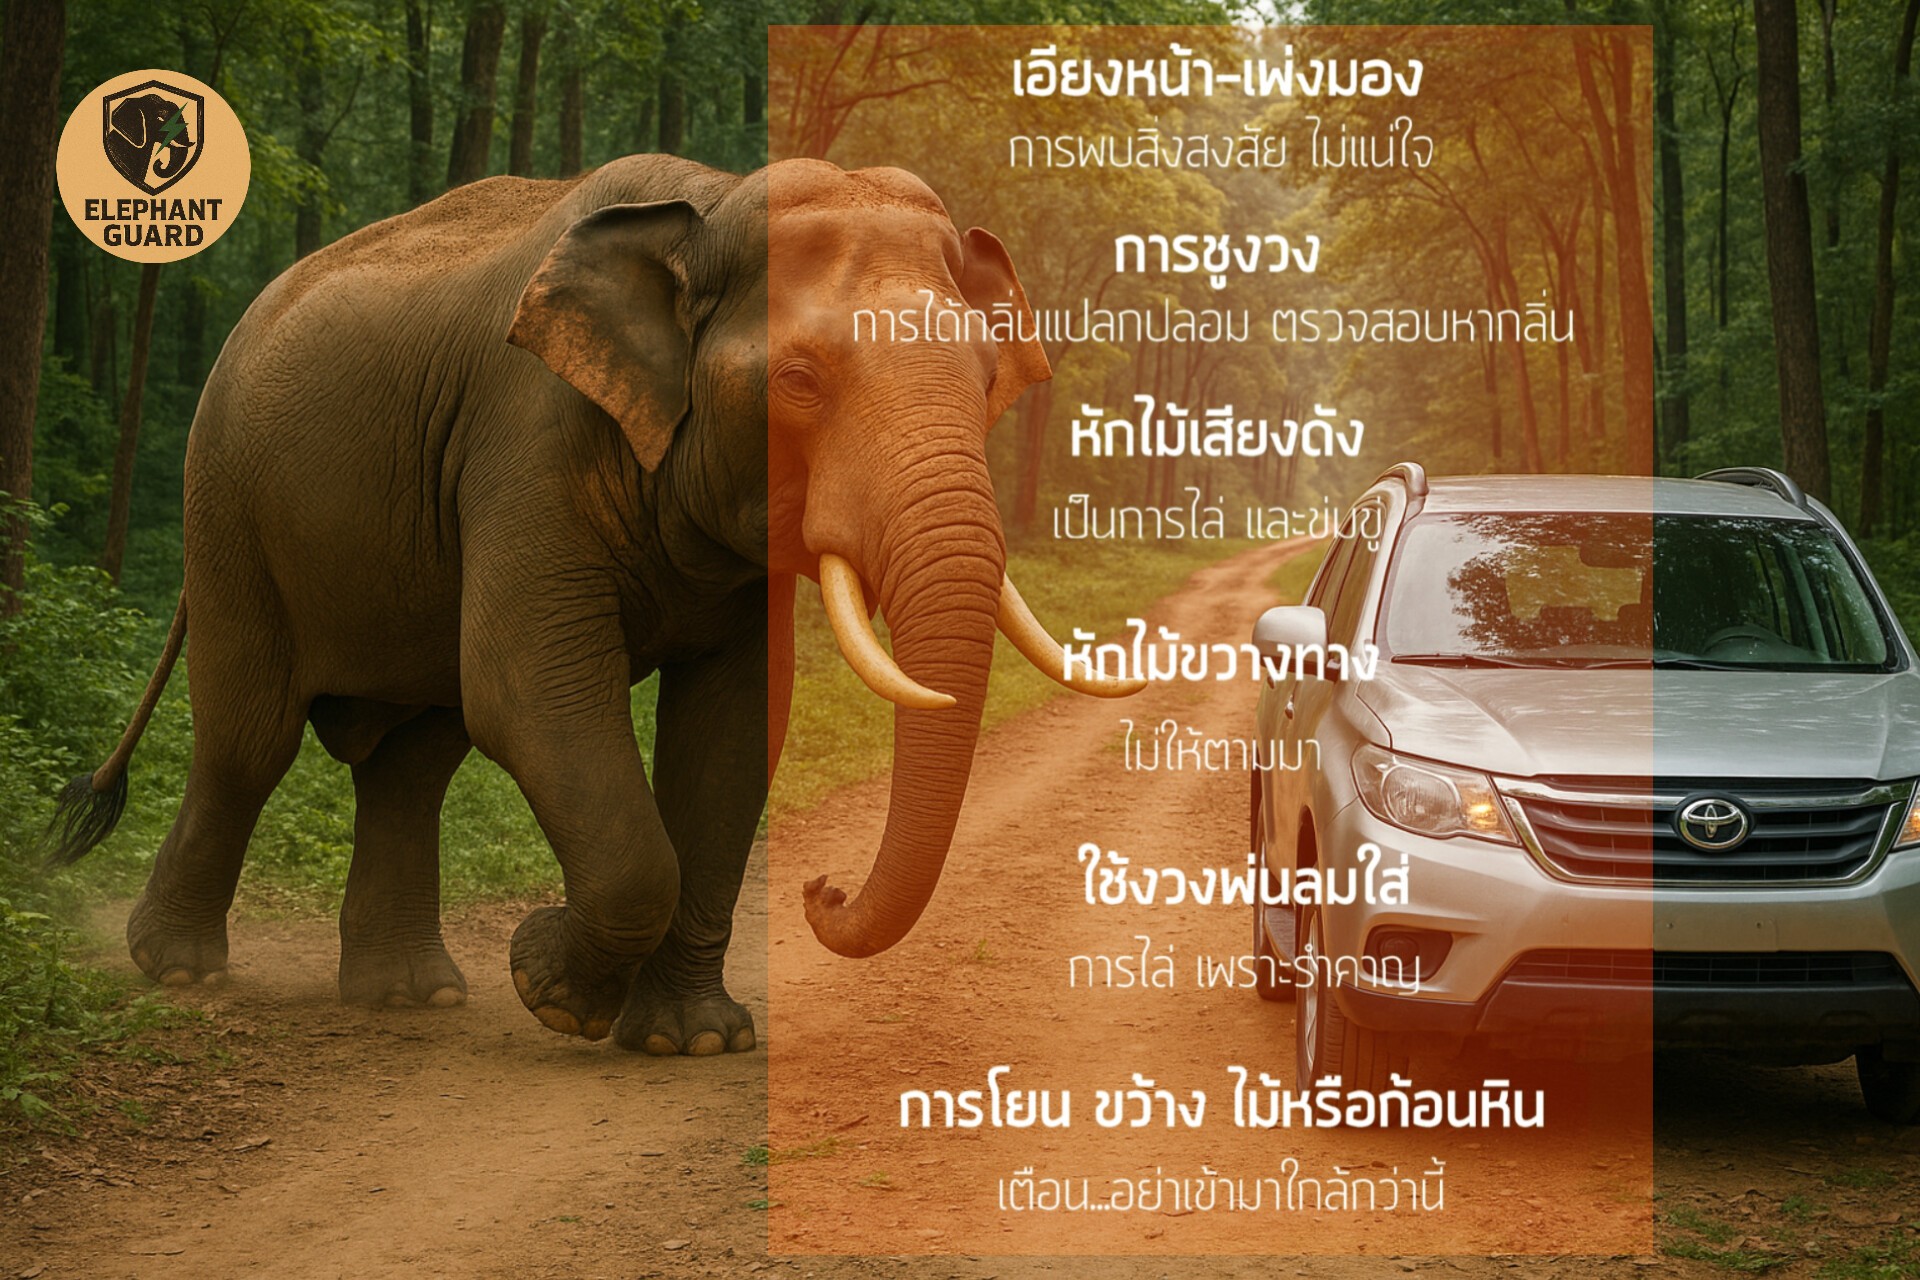 ELEPHANT
GUARD
เอียงหน้า-เพ่งมอง
การพบสิ่งสงสัย ไม่แน่ใจ
การชูงวง
การได้กลิ่นแปลกปลอม ตรวจสอบหากลิ่น
หักไม้เสียงดัง
เป็นการไล่ และข่มขู่
หักไม้ขวางทาง
ไม่ให้ตามมา
ใช้งวงพ่นลมใส่
การไล่ เพราะรำคาญ
การโยน ขว้าง ไม้หรือก้อนหิน
เตือน...อย่าเข้ามาใกล้กว่านี้